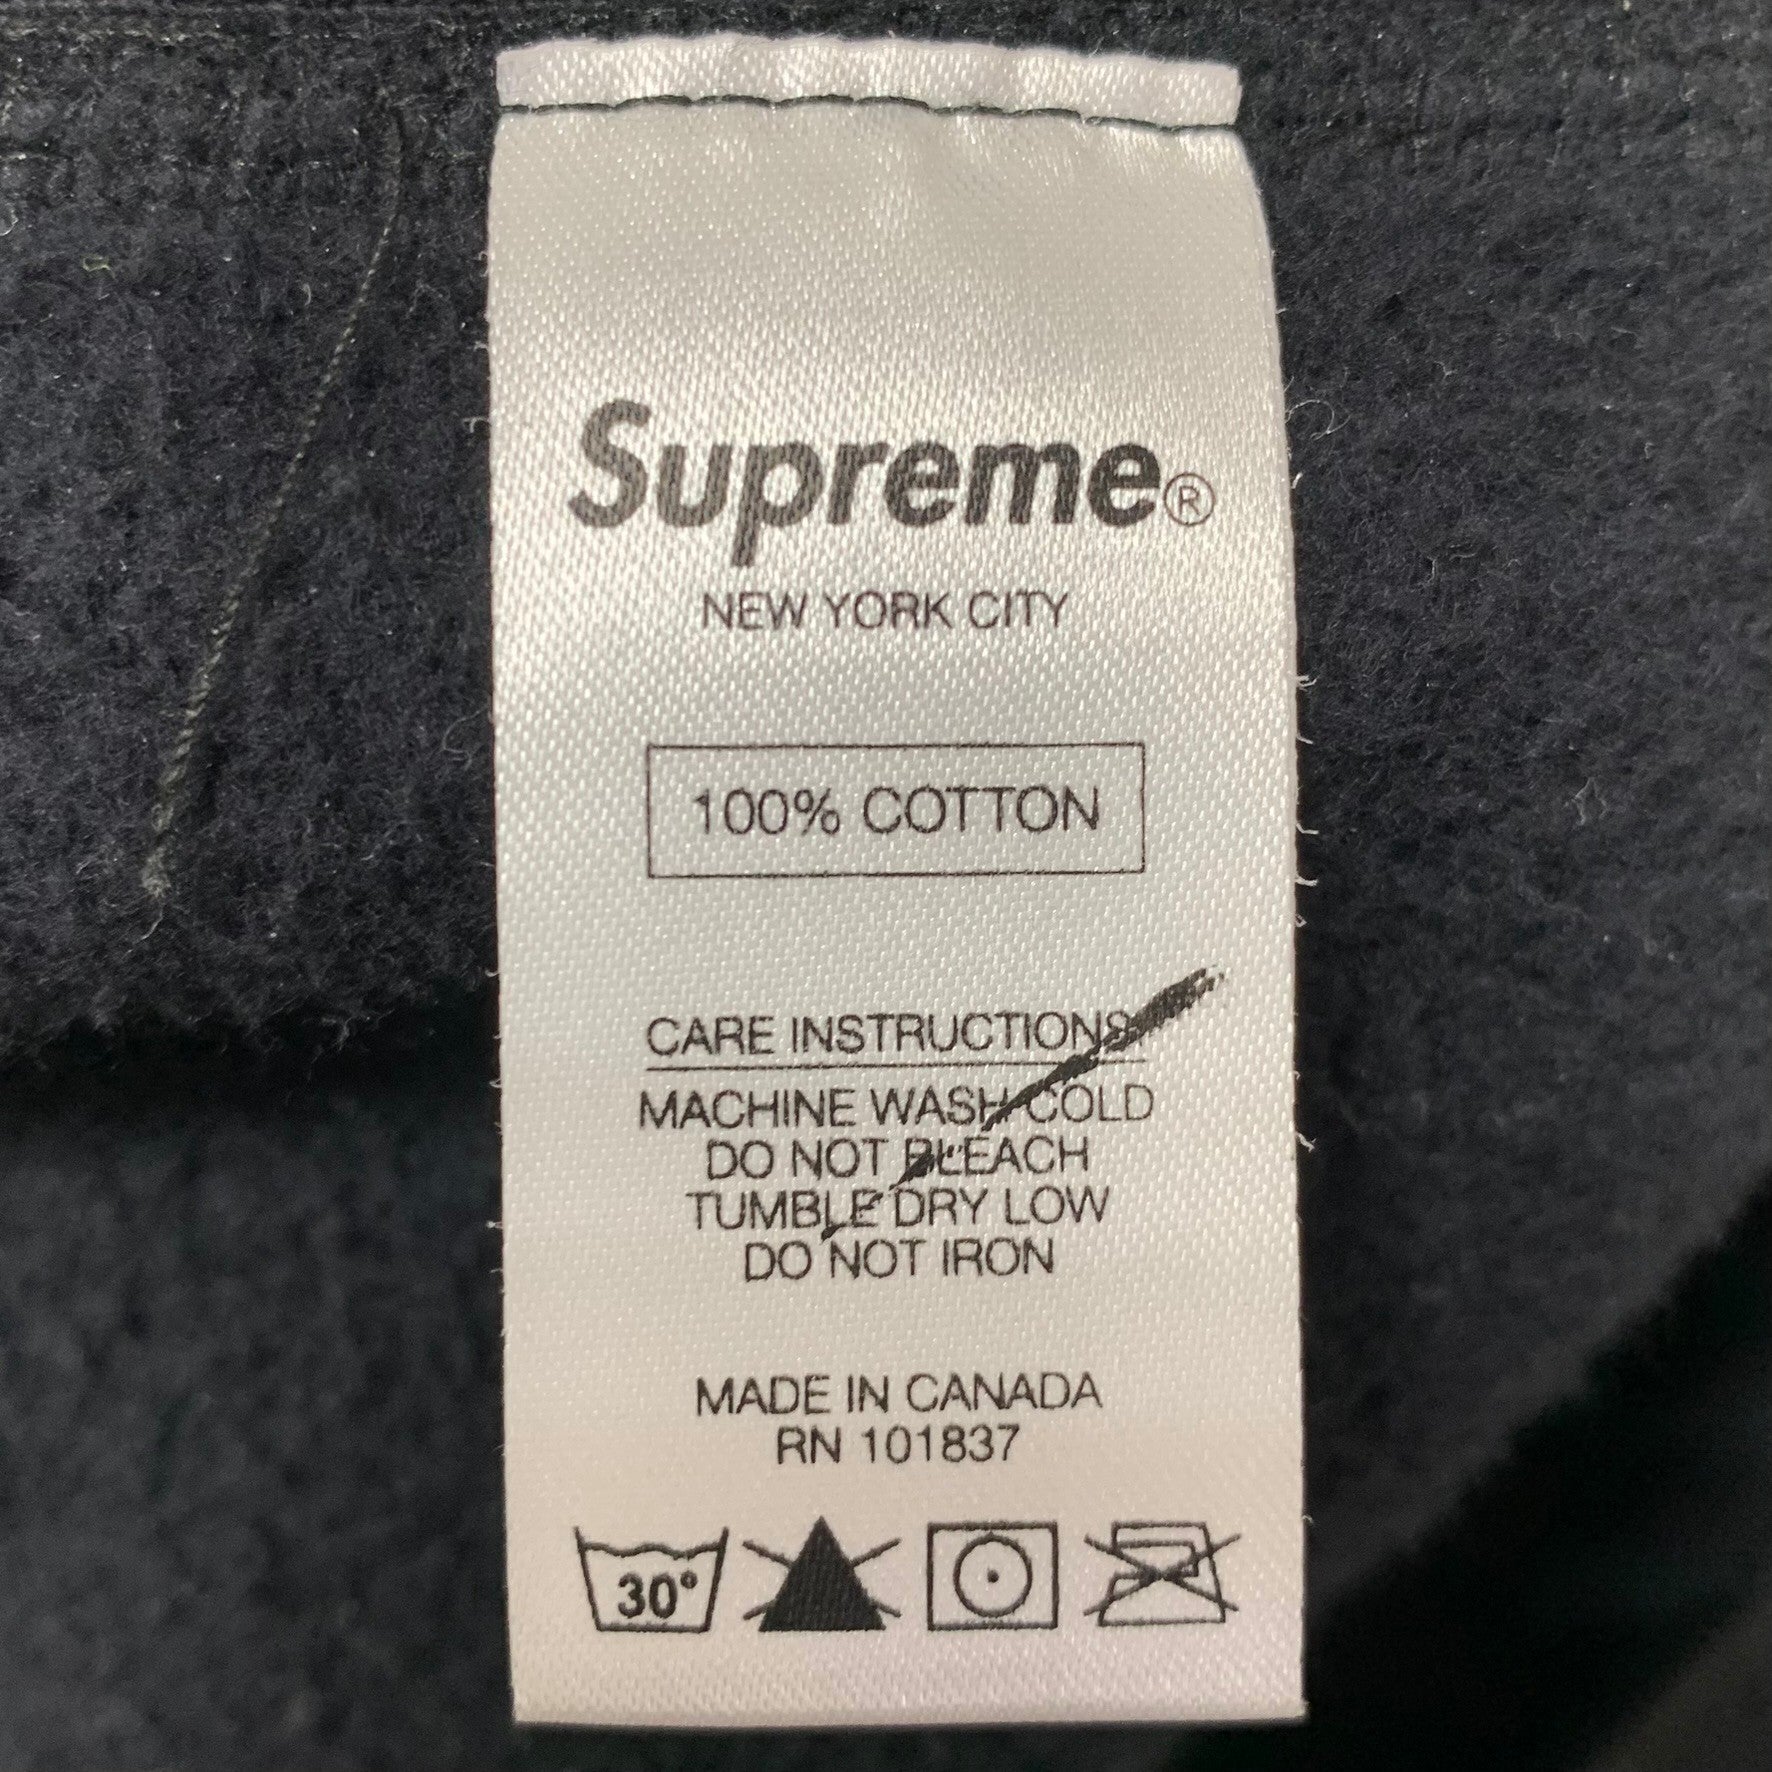 Supreme®
NEW YORK CITY
100% COTTON
CARE INSTRUCTIONS
MACHINE WASH COLD
DO NOT BLEACH
TUMBLE DRY LOW
DO NOT IRON
MADE IN CANADA
RN 101837
30°